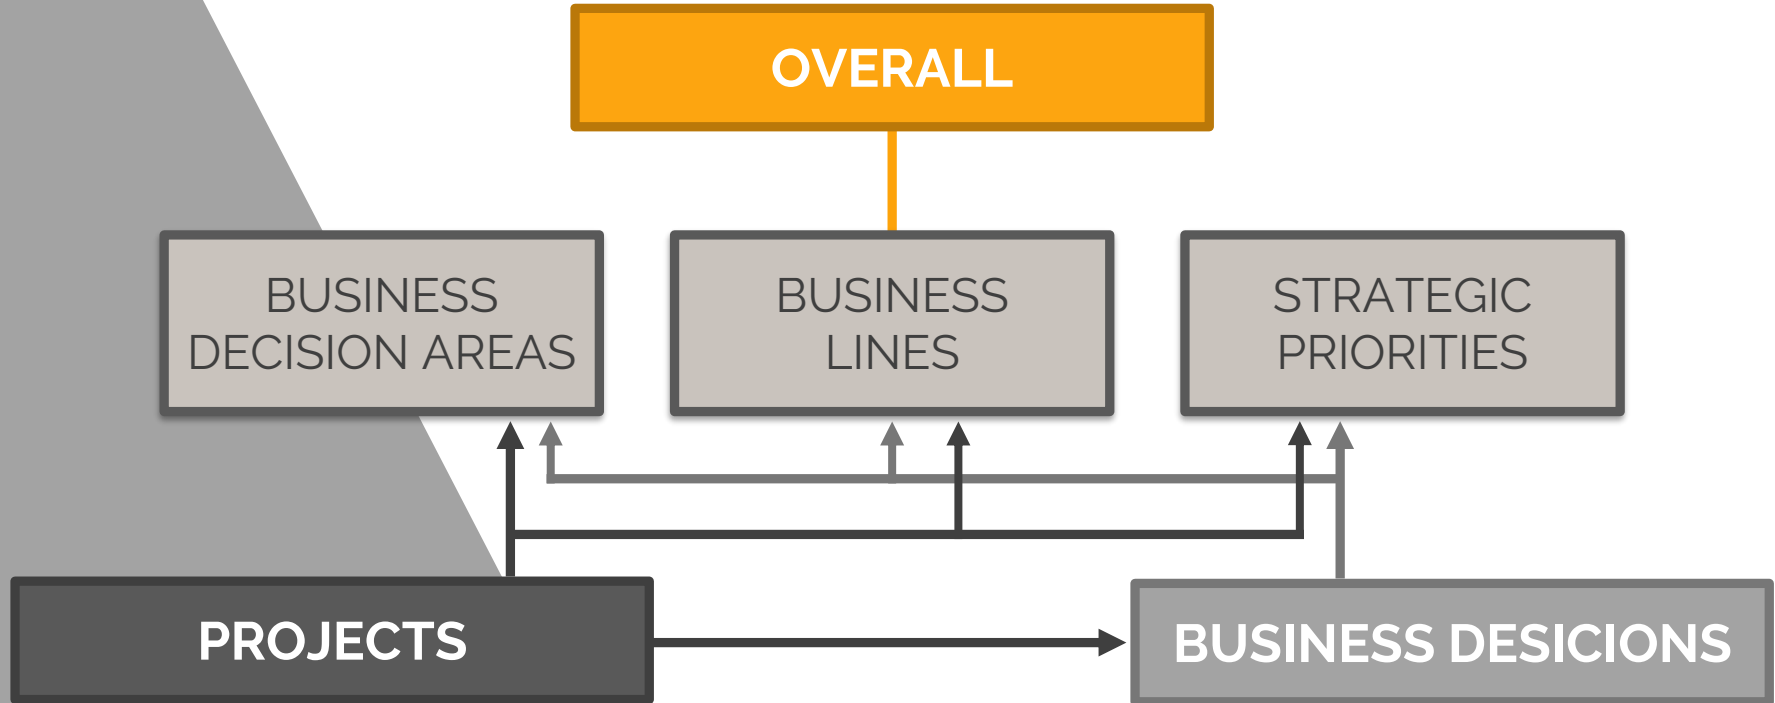 OVERALL
BUSINESS
DECISION AREAS
BUSINESS
LINES
STRATEGIC
PRIORITIES
PROJECTS
BUSINESS DESICIONS